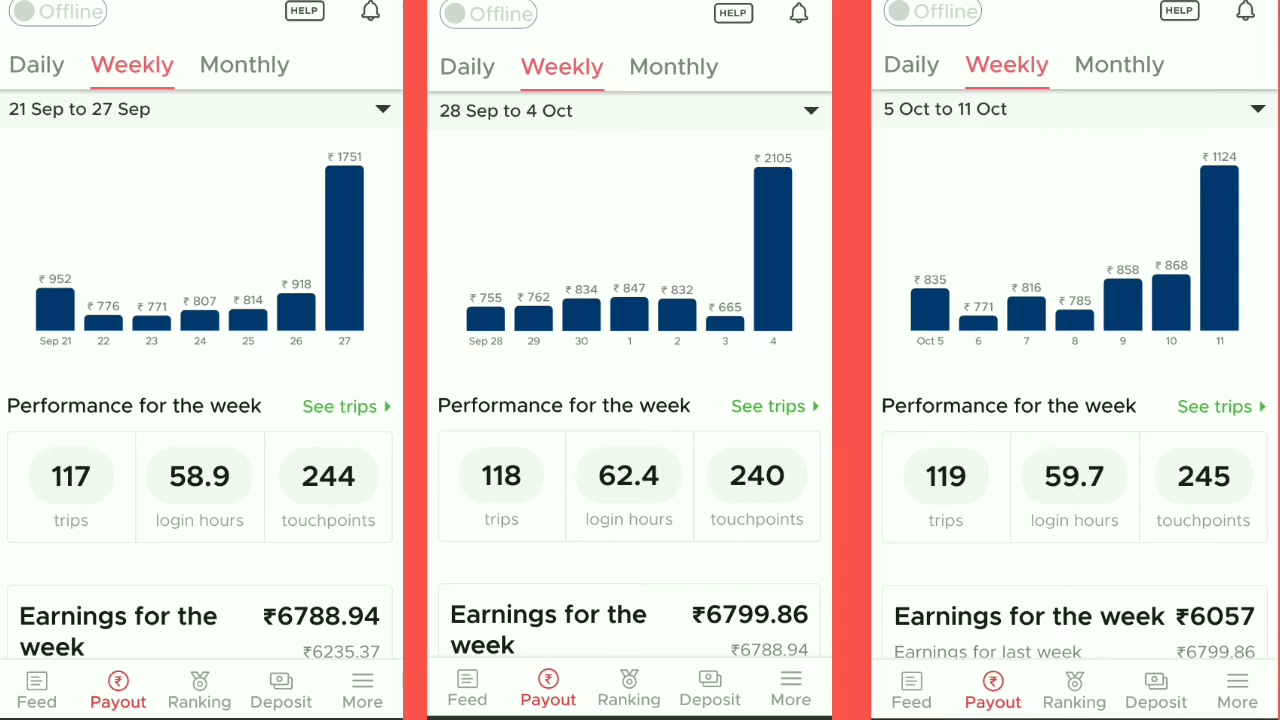 Offline HELP
Daily Weekly Monthly
21 Sep to 27 Sep
₹ 1751
₹ 952
₹ 918
₹ 776 ₹ 771 ₹ 807 ₹ 814
Sep 21 22 23 24 25 26 27
Performance for the week See trips
117 58.9 244
trips login hours touchpoints
Earnings for the week ₹6788.94
₹6235.37
Feed Payout Ranking Deposit More
Offline HELP
Daily Weekly Monthly
28 Sep to 4 Oct
₹ 2105
₹ 755 ₹ 762 ₹ 834 ₹ 847 ₹ 832 ₹ 665
Sep 28 29 30 1 2 3 4
Performance for the week See trips
118 62.4 240
trips login hours touchpoints
Earnings for the week ₹6799.86
₹6788.94
Feed Payout Ranking Deposit More
Offline HELP
Daily Weekly Monthly
5 Oct to 11 Oct
₹ 1124
₹ 835 ₹ 771 ₹ 816 ₹ 785 ₹ 858 ₹ 868
Oct 5 6 7 8 9 10 11
Performance for the week See trips
119 59.7 245
trips login hours touchpoints
Earnings for the week ₹6057
Earnings for last week ₹6799.86
Feed Payout Ranking Deposit More